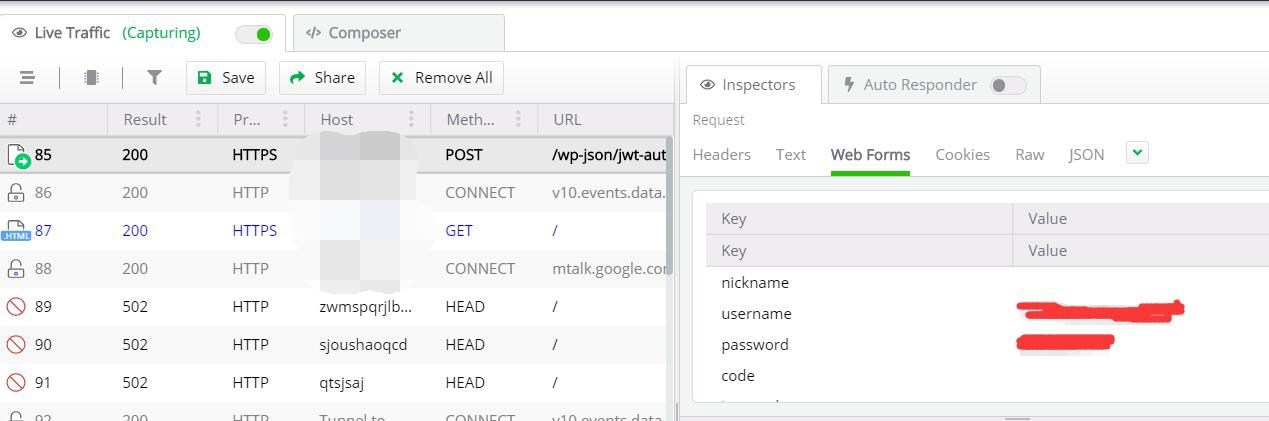 Live Traffic (Capturing) Composer
Save Share Remove All
Inspectors Auto Responder
# Result Pr... Host Meth... URL
Request
85 200 HTTPS POST /wp-json/jwt-aut
Headers Text Web Forms Cookies Raw JSON
86 200 HTTP CONNECT v10.events.data.
87 200 HTTPS GET /
.HTML
88 200 HTTP CONNECT mtalk.google.co
89 502 HTTP zwmspqrjlb... HEAD /
90 502 HTTP sjoushaoqcd HEAD /
91 502 HTTP qtsjsaj HEAD /
92 200 HTTP Tunnel to CONNECT v10.events.data
Key Value
Key Value
nickname
username
password
code